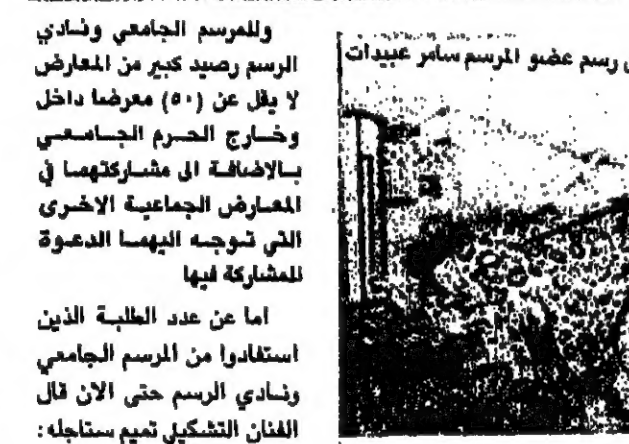 وللمرسم الجامعي ونادي
الرسم رصيد كبير من المعارض
لا يقل عن (٥٠) معرضا داخل
وخارج الحرم الجامعي
بالاضافة الى مشاركتهما في
المعارض الجماعية الاخرى
التي توجه اليهما الدعوة
للمشاركة فيها
اما عن عدد الطلبة الذين
استفادوا من المرسم الجامعي
ونادي الرسم حتى الان قال
الفنان التشكيلي تميم ستاجله:
رسم عضو المرسم سامر عبيدات